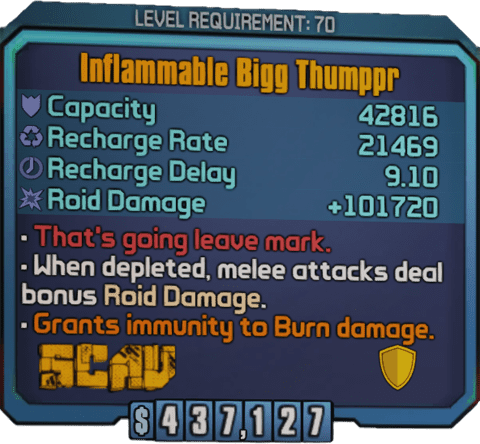 LEVEL REQUIREMENT: 70
Inflammable Bigg Thumppr
Capacity 42816
Recharge Rate 21469
Recharge Delay 9.10
Roid Damage +101720
• That's going leave mark.
• When depleted, melee attacks deal
bonus Roid Damage.
• Grants immunity to Burn damage.
SCAV
$437,127